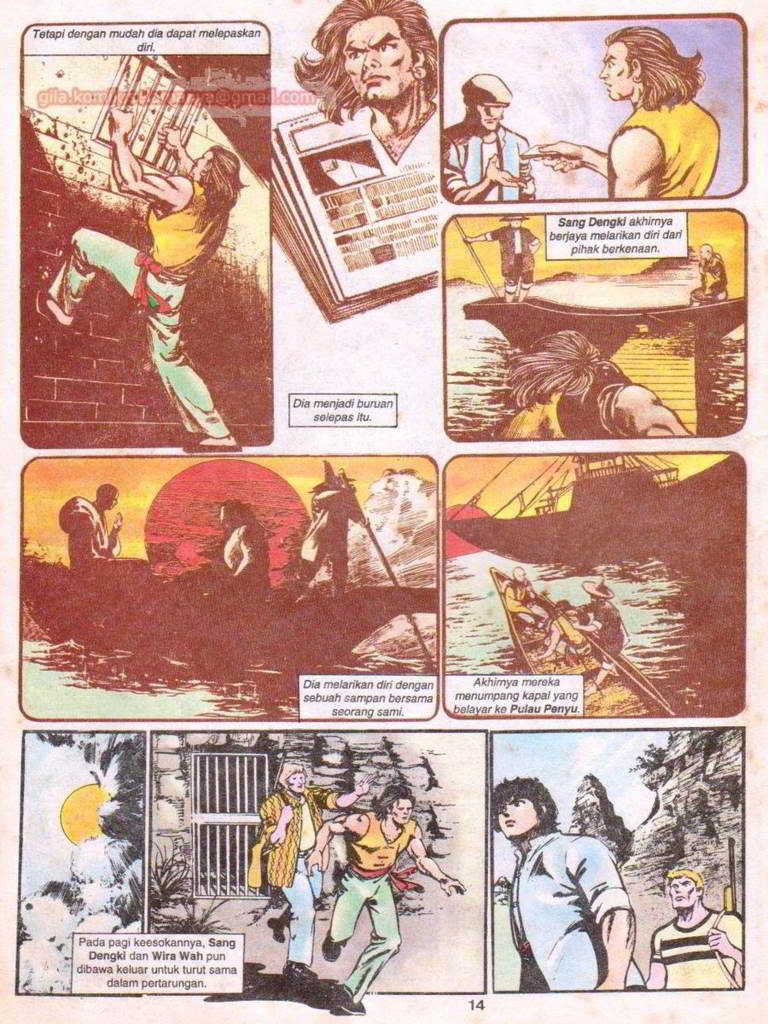 Tetapi dengan mudah dia dapat melepaskan
diri.
Dia menjadi buruan
selepas itu.
Sang Dengki akhirnya
berjaya melarikan diri dari
pihak berkenaan.
Dia melarikan diri dengan
sebuah sampan bersama
seorang sami.
Akhirnya mereka
menumpang kapal yang
belayar ke Pulau Penyu.
Pada pagi keesokannya, Sang
Dengki dan Wira Wah pun
dibawa keluar untuk turut sama
dalam pertarungan.
14